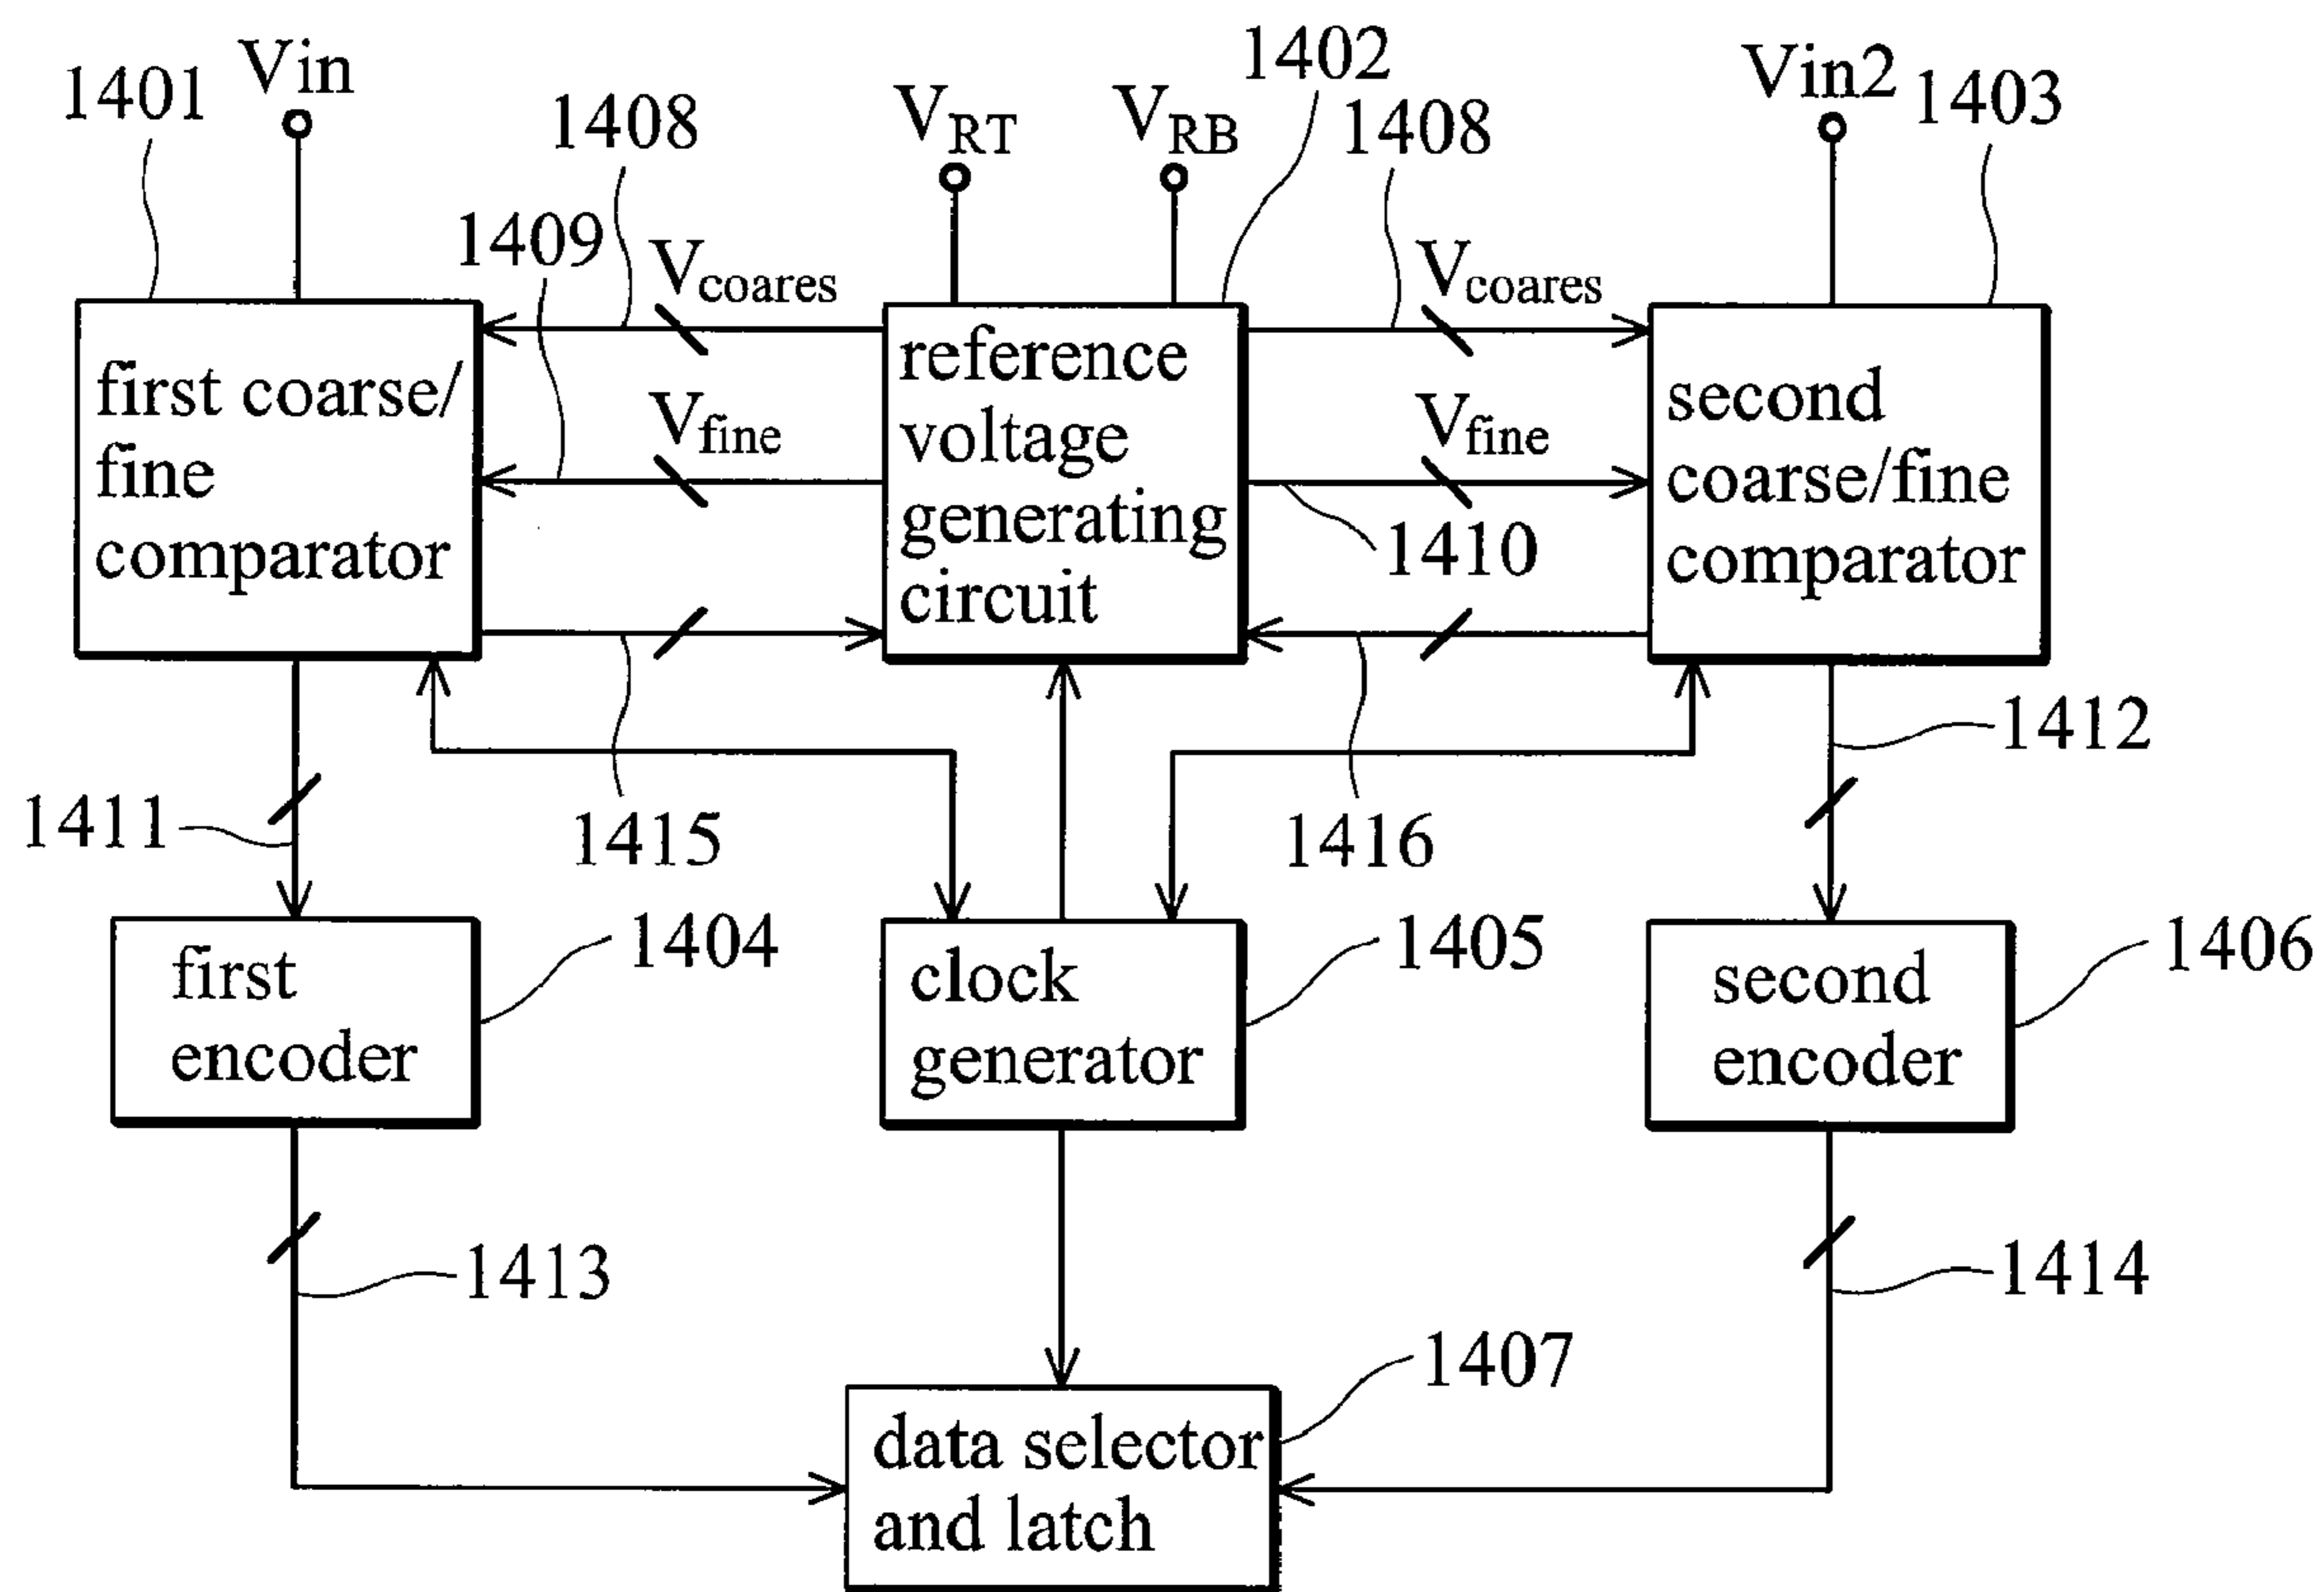 1401
Vin
1408
1409
VRT
VRB
1402
1408
Vin2
1403
Vcoares
Vcoares
first coarse/
fine
comparator
Vfine
reference
voltage
generating
circuit
Vfine
1410
second
coarse/fine
comparator
1411
1415
1416
1412
first
encoder
1404
clock
generator
1405
second
encoder
1406
1413
1414
1407
data selector
and latch